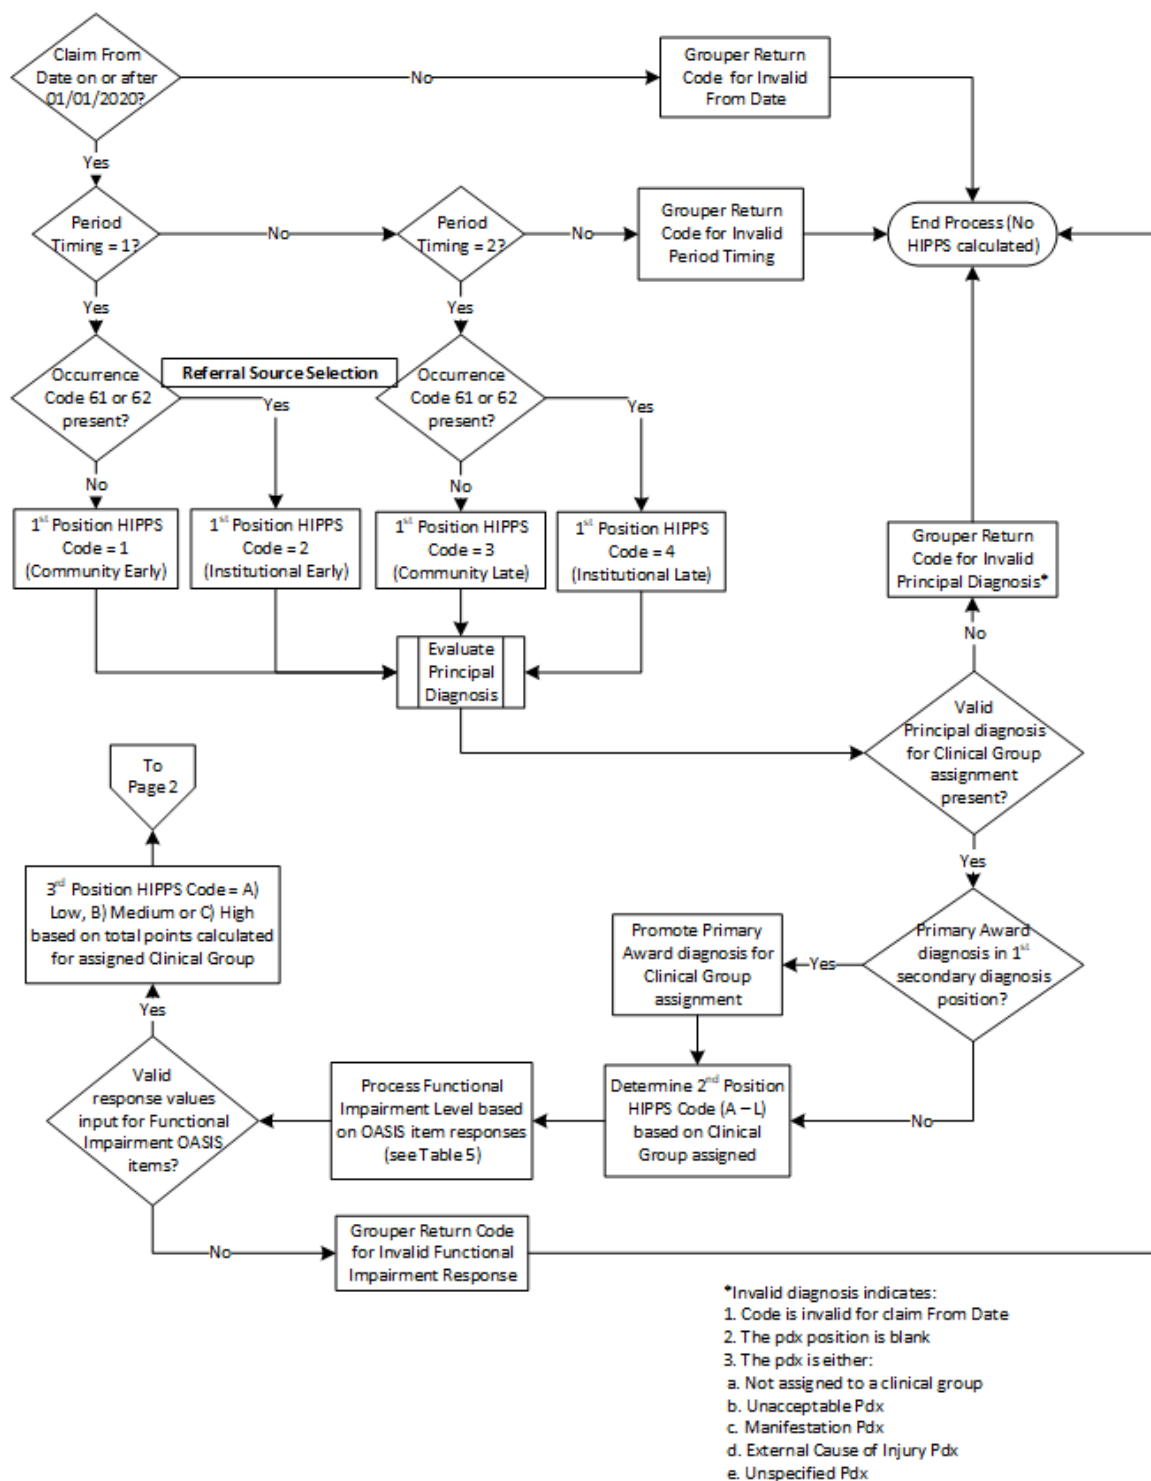 Claim From
Date on or after
01/01/2020?
No
Grouper Return
Code for Invalid
From Date
Yes
Period
Timing = 1?
No
Period
Timing = 2?
No
Grouper Return
Code for Invalid
Period Timing
End Process (No
HIPPS calculated)
Yes
Yes
Occurrence
Code 61 or 62
present?
Referral Source Selection
Yes
Occurrence
Code 61 or 62
present?
Yes
No
No
1st Position HIPPS
Code = 1
(Community Early)
1st Position HIPPS
Code = 2
(Institutional Early)
1st Position HIPPS
Code = 3
(Community Late)
1st Position HIPPS
Code = 4
(Institutional Late)
Grouper Return
Code for Invalid
Principal Diagnosis*
No
Evaluate
Principal
Diagnosis
Valid
Principal diagnosis
for Clinical Group
assignment
present?
Yes
To
Page 2
3rd Position HIPPS Code = A)
Low, B) Medium or C) High
based on total points calculated
for assigned Clinical Group
Promote Primary
Award diagnosis for
Clinical Group
assignment
Yes
Primary Award
diagnosis in 1st
secondary diagnosis
position?
Yes
Valid
response values
input for Functional
Impairment OASIS
items?
Process Functional
Impairment Level based
on OASIS item responses
(see Table 5)
Determine 2nd Position
HIPPS Code (A – L)
based on Clinical
Group assigned
No
No
Grouper Return Code
for Invalid Functional
Impairment Response
*Invalid diagnosis indicates:
1. Code is invalid for claim From Date
2. The pdx position is blank
3. The pdx is either:
a. Not assigned to a clinical group
b. Unacceptable Pdx
c. Manifestation Pdx
d. External Cause of Injury Pdx
e. Unspecified Pdx